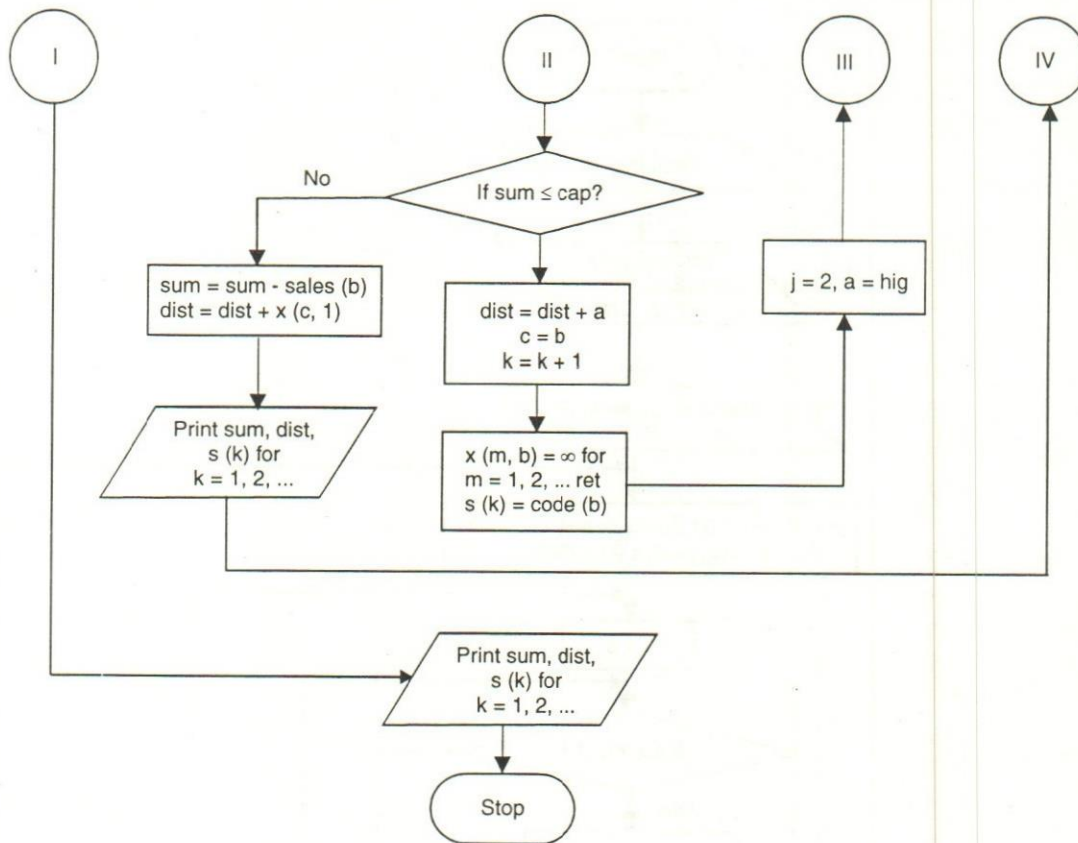 I
II
III
IV
If sum ≤ cap?
No
sum = sum - sales (b)
dist = dist + x (c, 1)
dist = dist + a
c = b
k = k + 1
j = 2, a = hig
Print sum, dist,
s (k) for
k = 1, 2, ...
x (m, b) = ∞ for
m = 1, 2, ... ret
s (k) = code (b)
Print sum, dist,
s (k) for
k = 1, 2, ...
Stop